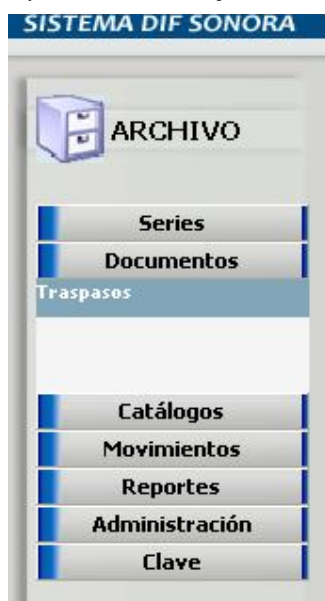 SISTEMA DIF SONORA
ARCHIVO
Series
Documentos
Traspasos
Catálogos
Movimientos
Reportes
Administración
Clave